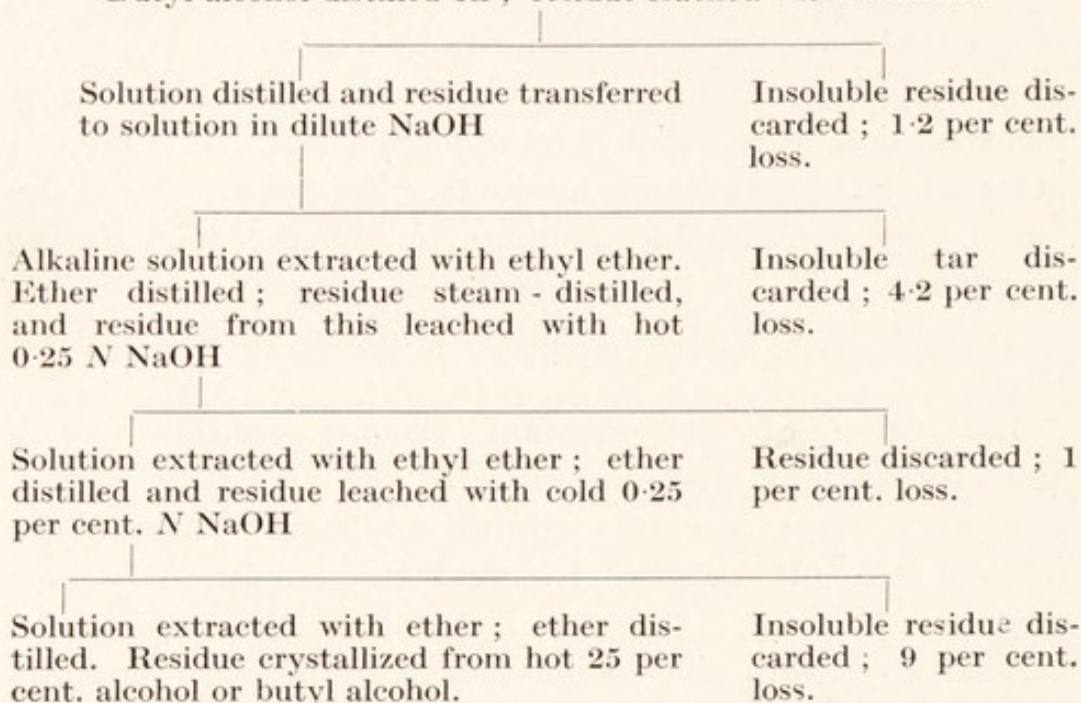 Solution distilled and residue transferred
to solution in dilute NaOH
Insoluble residue dis-
carded ; 1·2 per cent.
loss.
Alkaline solution extracted with ethyl ether.
Ether distilled ; residue steam - distilled,
and residue from this leached with hot
0·25 N NaOH
Insoluble tar dis-
carded ; 4·2 per cent.
loss.
Solution extracted with ethyl ether ; ether
distilled and residue leached with cold 0·25
per cent. N NaOH
Residue discarded ; 1
per cent. loss.
Solution extracted with ether ; ether dis-
tilled. Residue crystallized from hot 25 per
cent. alcohol or butyl alcohol.
Insoluble residue dis-
carded ; 9 per cent.
loss.